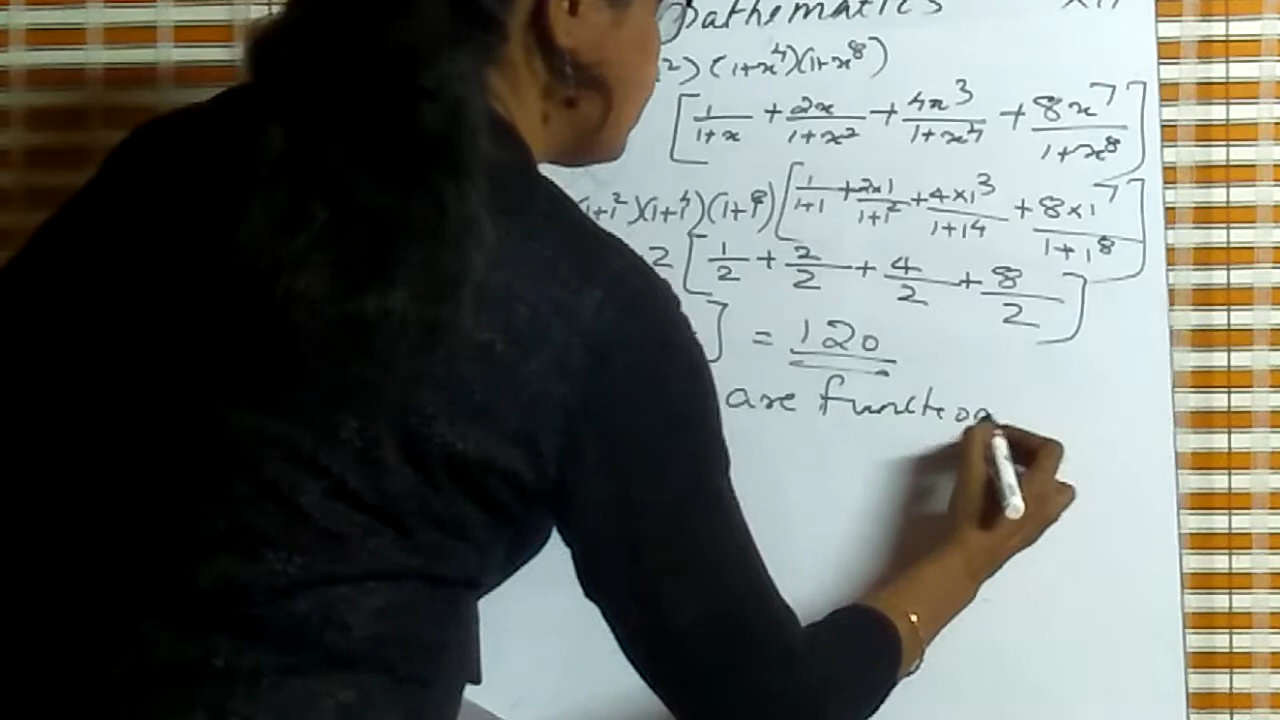 mathematics XII
2) (1+x⁴)(1+x⁸)
[1/(1+x) + 2x/(1+x²) + 4x³/(1+x⁴) + 8x⁷/(1+x⁸)]
(1+1²)(1+1⁴)(1+1⁸)[1/(1+1) + 2×1/(1+1²) + 4×1³/(1+14) + 8×1⁷/(1+1⁸)]
2 [1/2 + 2/2 + 4/2 + 8/2]
] = 120
are function